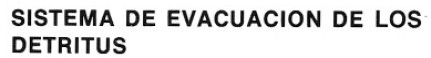 SISTEMA DE EVACUACION DE LOS
DETRITUS